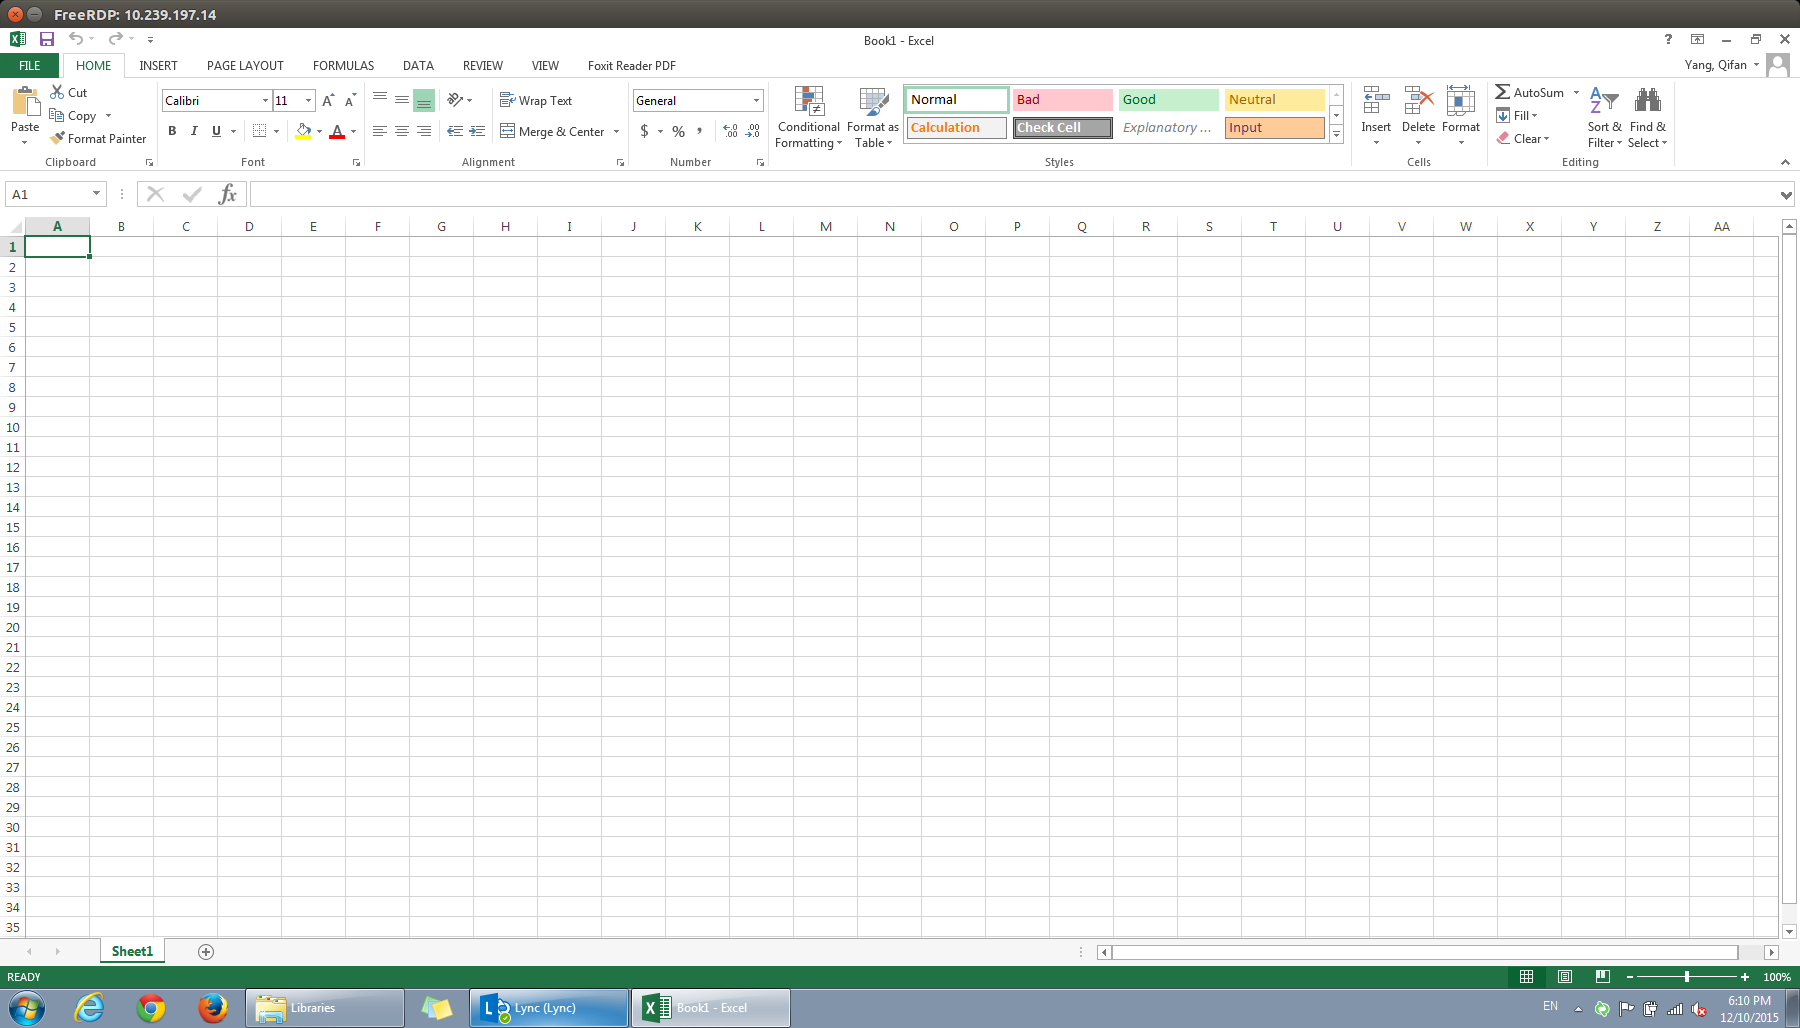 FreeRDP: 10.239.197.14
Book1 - Excel
?
FILE HOME INSERT PAGE LAYOUT FORMULAS DATA REVIEW VIEW Foxit Reader PDF Yang, Qifan
Paste
Cut
Copy
Format Painter
Clipboard
Calibri 11
B I U A
Font
Wrap Text
Merge & Center
Alignment
General
$ % ,
Number
Conditional Formatting
Format as Table
Normal Bad Good Neutral
Calculation Check Cell Explanatory ... Input
Styles
Insert Delete Format
Cells
AutoSum
Fill
Clear
Sort & Filter
Find & Select
Editing
A1 fx
A B C D E F G H I J K L M N O P Q R S T U V W X Y Z AA
1
2
3
4
5
6
7
8
9
10
11
12
13
14
15
16
17
18
19
20
21
22
23
24
25
26
27
28
29
30
31
32
33
34
35
Sheet1
READY 100%
Libraries Lync (Lync) Book1 - Excel EN 6:10 PM
12/10/2015